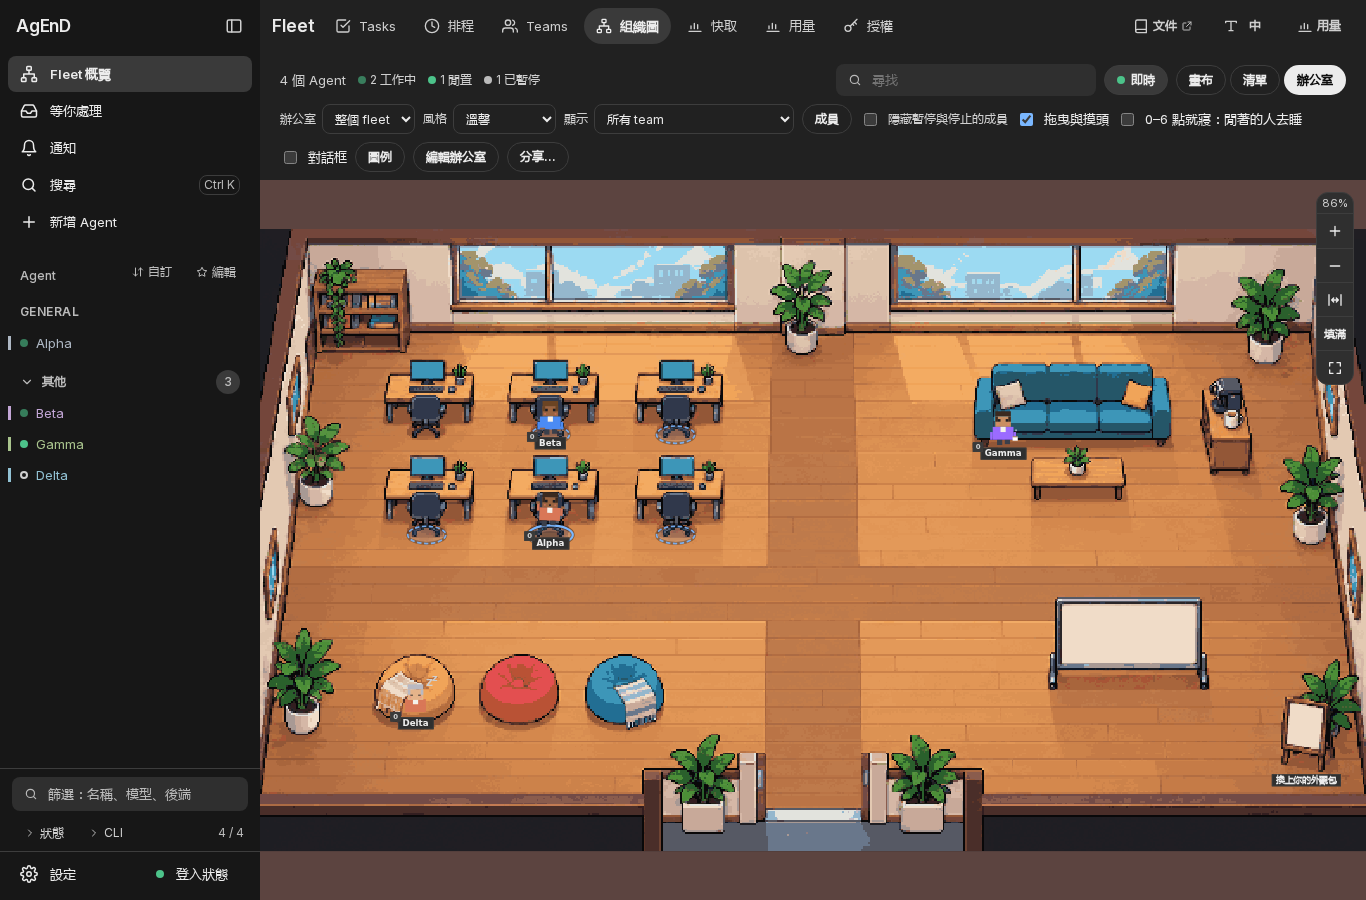 AgEnD
Fleet 概覽
等你處理
通知
搜尋 Ctrl K
新增 Agent
Agent 自訂 編輯
GENERAL
Alpha
其他 3
Beta
Gamma
Delta
篩選：名稱、模型、後端
狀態 CLI 4 / 4
設定 登入狀態
Fleet Tasks 排程 Teams 組織圖 快取 用量 授權 文件 中 用量
4 個 Agent 2 工作中 1 閒置 1 已暫停 尋找 即時 畫布 清單 辦公室
辦公室 整個 fleet 風格 溫馨 顯示 所有 team 成員 隱藏暫停與停止的成員 拖曳與摸頭 0–6 點就寢：閒著的人去睡
對話框 圖例 編輯辦公室 分享…
86%
填滿
0 Beta
0 Gamma
0 Alpha
0 Delta
換上你的外觀包